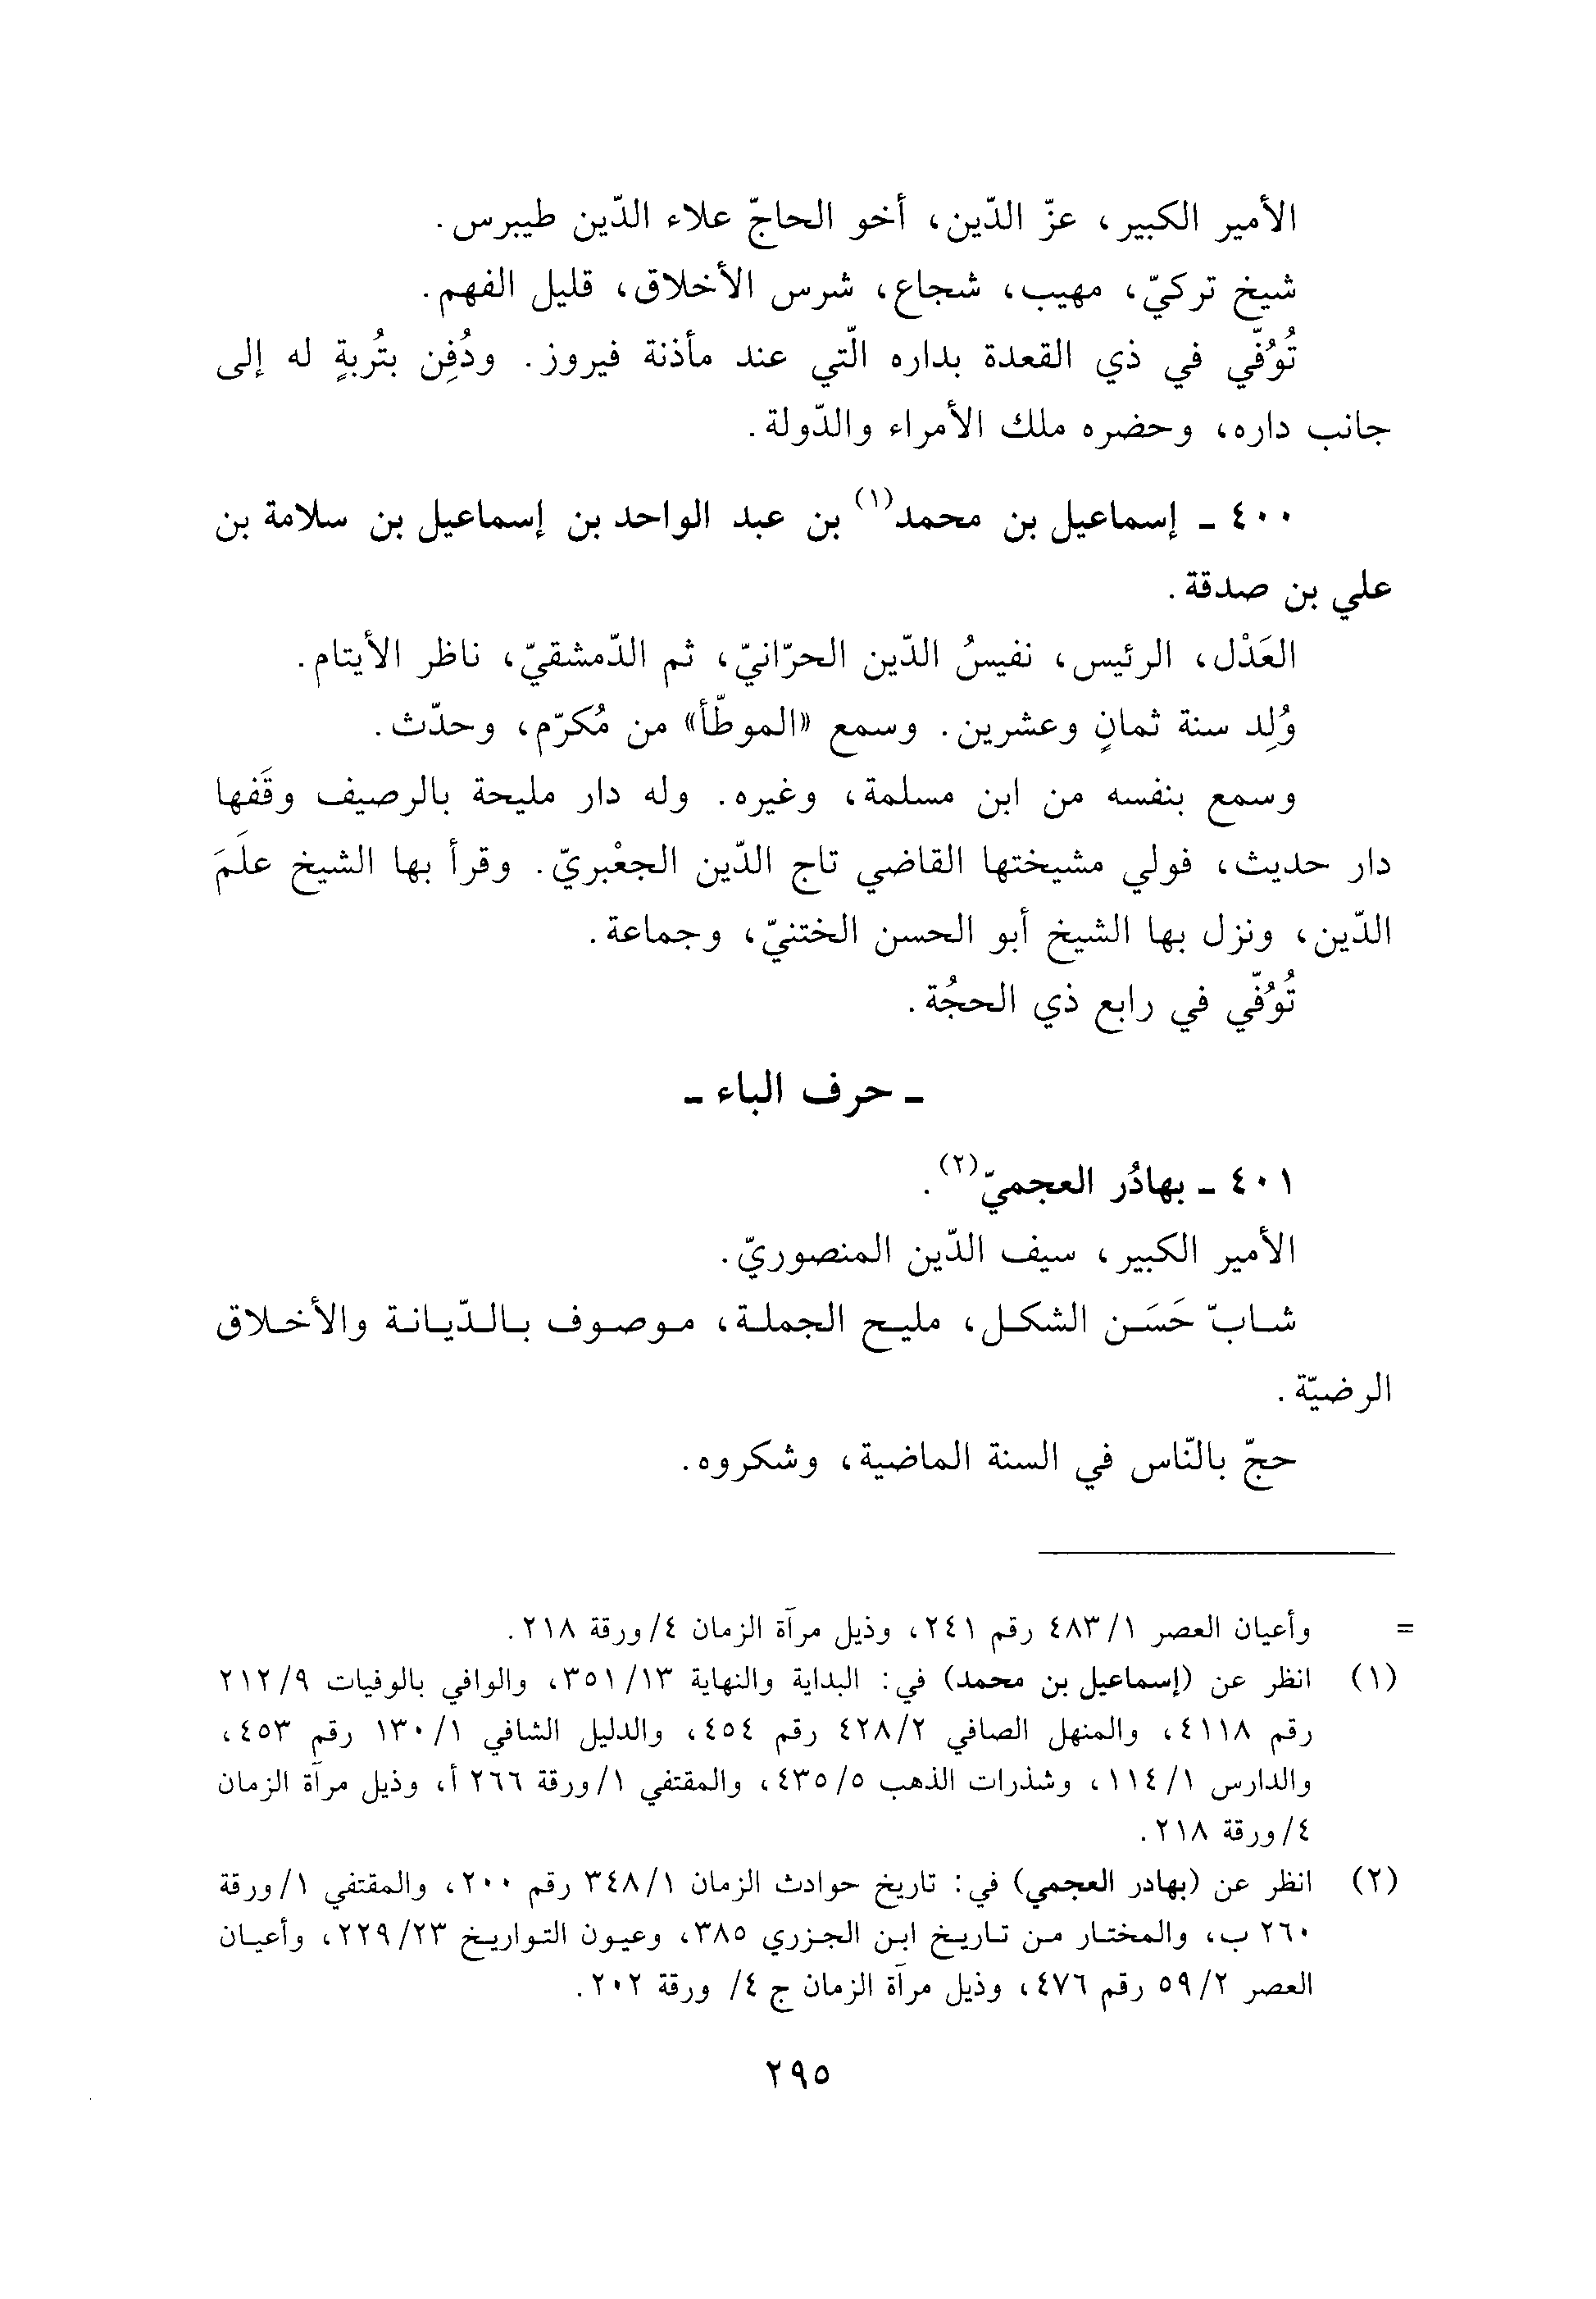 الأمير الكبير، عزّ الدّين، أخو الحاجّ علاء الدّين طيبرس.
شيخ تركيّ، مهيب، شجاع، شرس الأخلاق، قليل الفهم.
تُوُفّي في ذي القعدة بداره الّتي عند مأذنة فيروز. ودُفِن بتُربةٍ له إلى
جانب داره، وحضره ملك الأمراء والدّولة.
٤٠٠ ـ إسماعيل بن محمد(١) بن عبد الواحد بن إسماعيل بن سلامة بن
علي بن صدقة.
العَدْل، الرئيس، نفيسُ الدّين الحرّانيّ، ثم الدّمشقيّ، ناظر الأيتام.
وُلِد سنة ثمانٍ وعشرين. وسمع «الموطّأ» من مُكرّم، وحدّث.
وسمع بنفسه من ابن مسلمة، وغيره. وله دار مليحة بالرصيف وقَفها
دار حديث، فولي مشيختها القاضي تاج الدّين الجعْبريّ. وقرأ بها الشيخ علَمَ
الدّين، ونزل بها الشيخ أبو الحسن الختنيّ، وجماعة.
تُوُفّي في رابع ذي الحجُة.
ـ حرف الباء ـ
٤٠١ ـ بهادُر العجميّ(٢).
الأمير الكبير، سيف الدّين المنصوريّ.
شابّ حَسَن الشكل، مليح الجملة، موصوف بالدّيانة والأخلاق
الرضيّة.
حجّ بالنّاس في السنة الماضية، وشكروه.
= وأعيان العصر ٤٨٣/١ رقم ٢٤١، وذيل مرآة الزمان ٤/ورقة ٢١٨.
(١) انظر عن (إسماعيل بن محمد) في: البداية والنهاية ٣٥١/١٣، والوافي بالوفيات ٢١٢/٩
رقم ٤١١٨، والمنهل الصافي ٤٢٨/٢ رقم ٤٥٤، والدليل الشافي ١٣٠/١ رقم ٤٥٣،
والدارس ١١٤/١، وشذرات الذهب ٤٣٥/٥، والمقتفي ١/ورقة ٢٦٦ أ، وذيل مرآة الزمان
٤/ورقة ٢١٨.
(٢) انظر عن (بهادر العجمي) في: تاريخ حوادث الزمان ٣٤٨/١ رقم ٢٠٠، والمقتفي ١/ورقة
٢٦٠ ب، والمختار من تاريخ ابن الجزري ٣٨٥، وعيون التواريخ ٢٢٩/٢٣، وأعيان
العصر ٥٩/٢ رقم ٤٧٦، وذيل مرآة الزمان ج ٤/ ورقة ٢٠٢.
٢٩٥